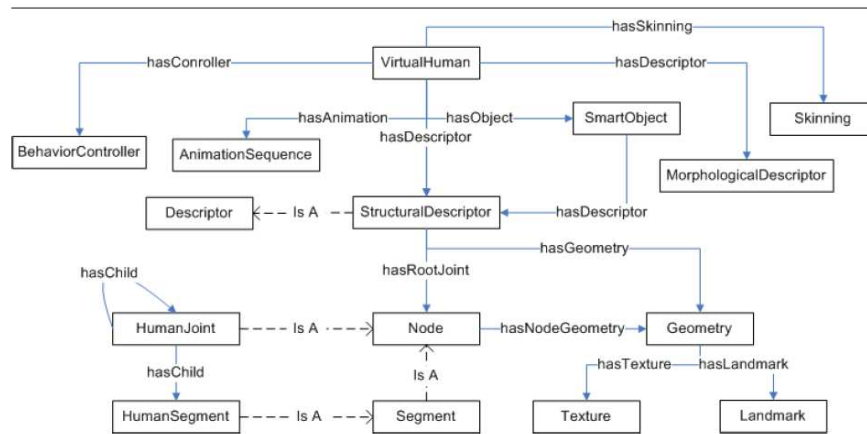 hasSkinning
VirtualHuman
hasConroller
hasDescriptor
hasAnimation
hasObject
SmartObject
Skinning
hasDescriptor
BehaviorController
AnimationSequence
MorphologicalDescriptor
Descriptor
Is A
StructuralDescriptor
hasDescriptor
hasGeometry
hasRootJoint
hasChild
HumanJoint
Is A
Node
hasNodeGeometry
Geometry
hasChild
Is A
hasTexture
hasLandmark
HumanSegment
Is A
Segment
Texture
Landmark